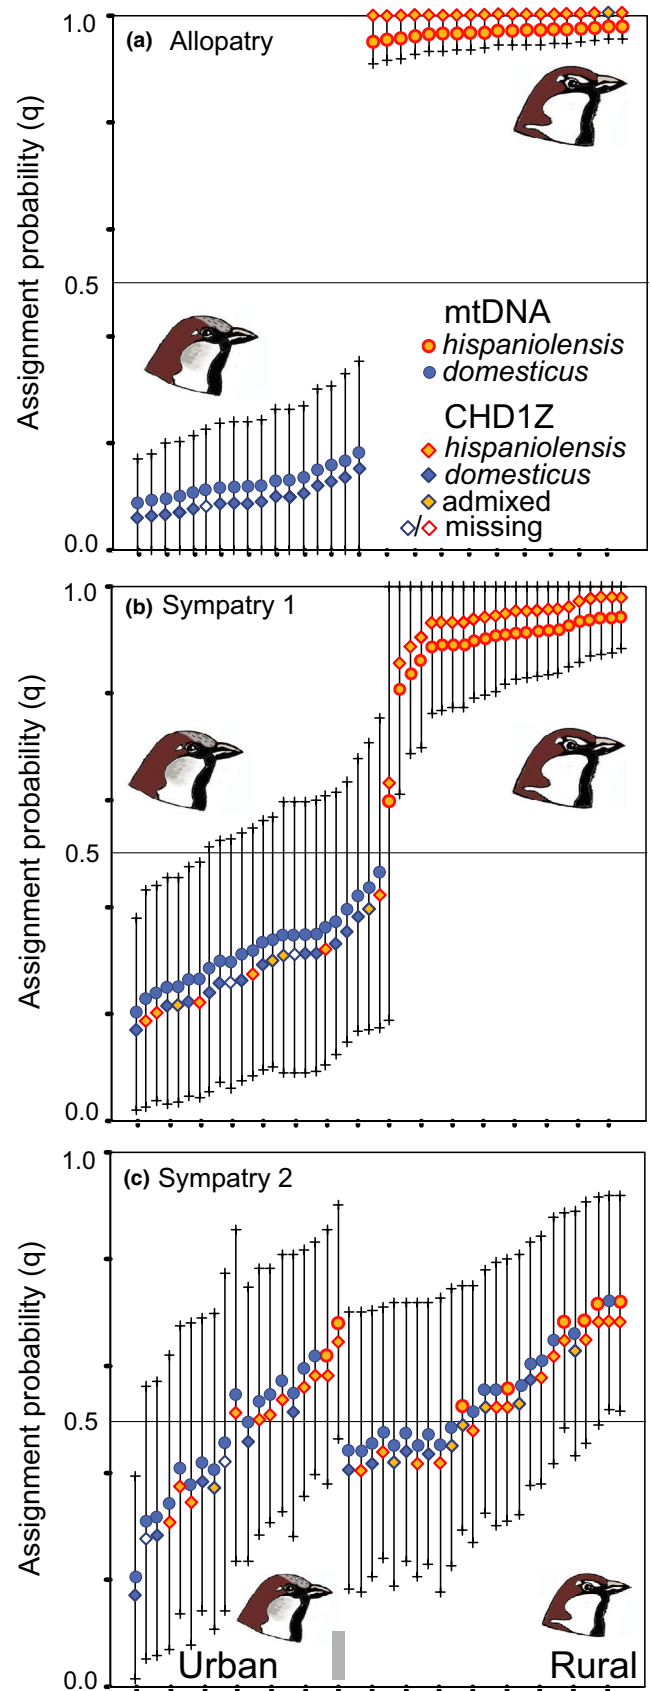 (a) Allopatry
Assignment probability (q)
1.0
0.5
0.0
mtDNA
hispaniolensis
domesticus
CHD1Z
hispaniolensis
domesticus
admixed
/ missing
(b) Sympatry 1
Assignment probability (q)
1.0
0.5
0.0
(c) Sympatry 2
Assignment probability (q)
1.0
0.5
0.0
Urban
Rural